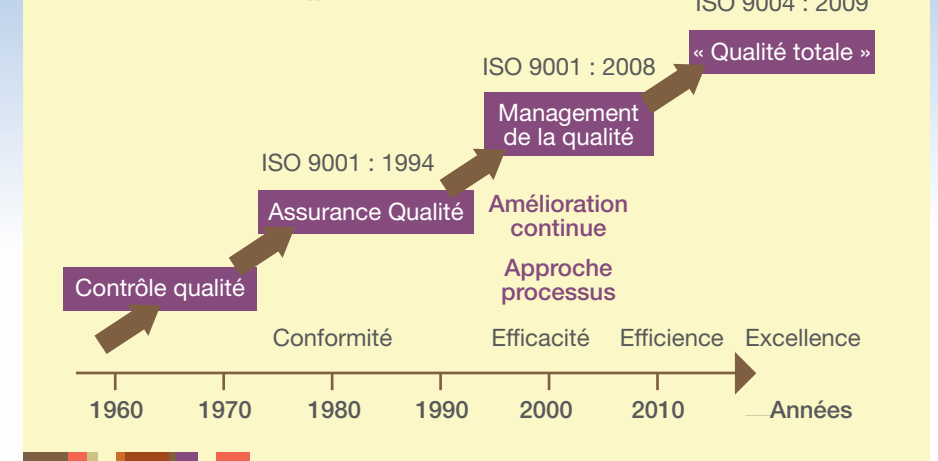 ISO 9004 : 2009
« Qualité totale »
ISO 9001 : 2008
Management
de la qualité
ISO 9001 : 1994
Assurance Qualité
Amélioration
continue
Approche
processus
Contrôle qualité
Conformité Efficacité Efficience Excellence
1960 1970 1980 1990 2000 2010 Années